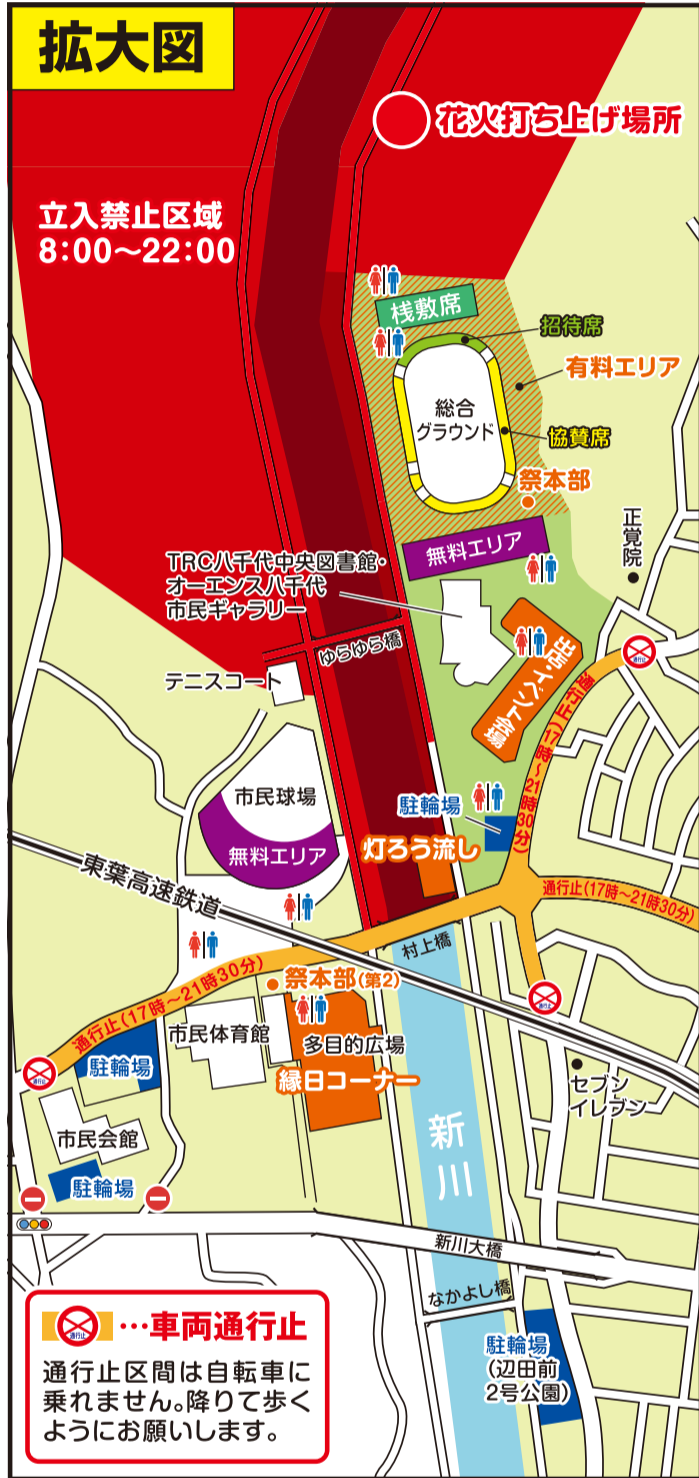 拡大図
花火打ち上げ場所
立入禁止区域
8:00～22:00
桟敷席
招待席
有料エリア
総合
グラウンド
協賛席
祭本部
無料エリア
正覚院
TRC八千代中央図書館・
オーエンス八千代
市民ギャラリー
ゆらゆら橋
テニスコート
出店・イベント会場
通行止
通行止(17時～21時30分)
市民球場
無料エリア
駐輪場
灯ろう流し
東葉高速鉄道
通行止(17時～21時30分)
村上橋
通行止(17時～21時30分)
祭本部(第2)
通行止
市民体育館
多目的広場
縁日コーナー
通行止
駐輪場
セブン
イレブン
市民会館
新川
駐輪場
新川大橋
なかよし橋
通行止
…車両通行止
通行止区間は自転車に
乗れません。降りて歩く
ようにお願いします。
駐輪場
(辺田前
2号公園)